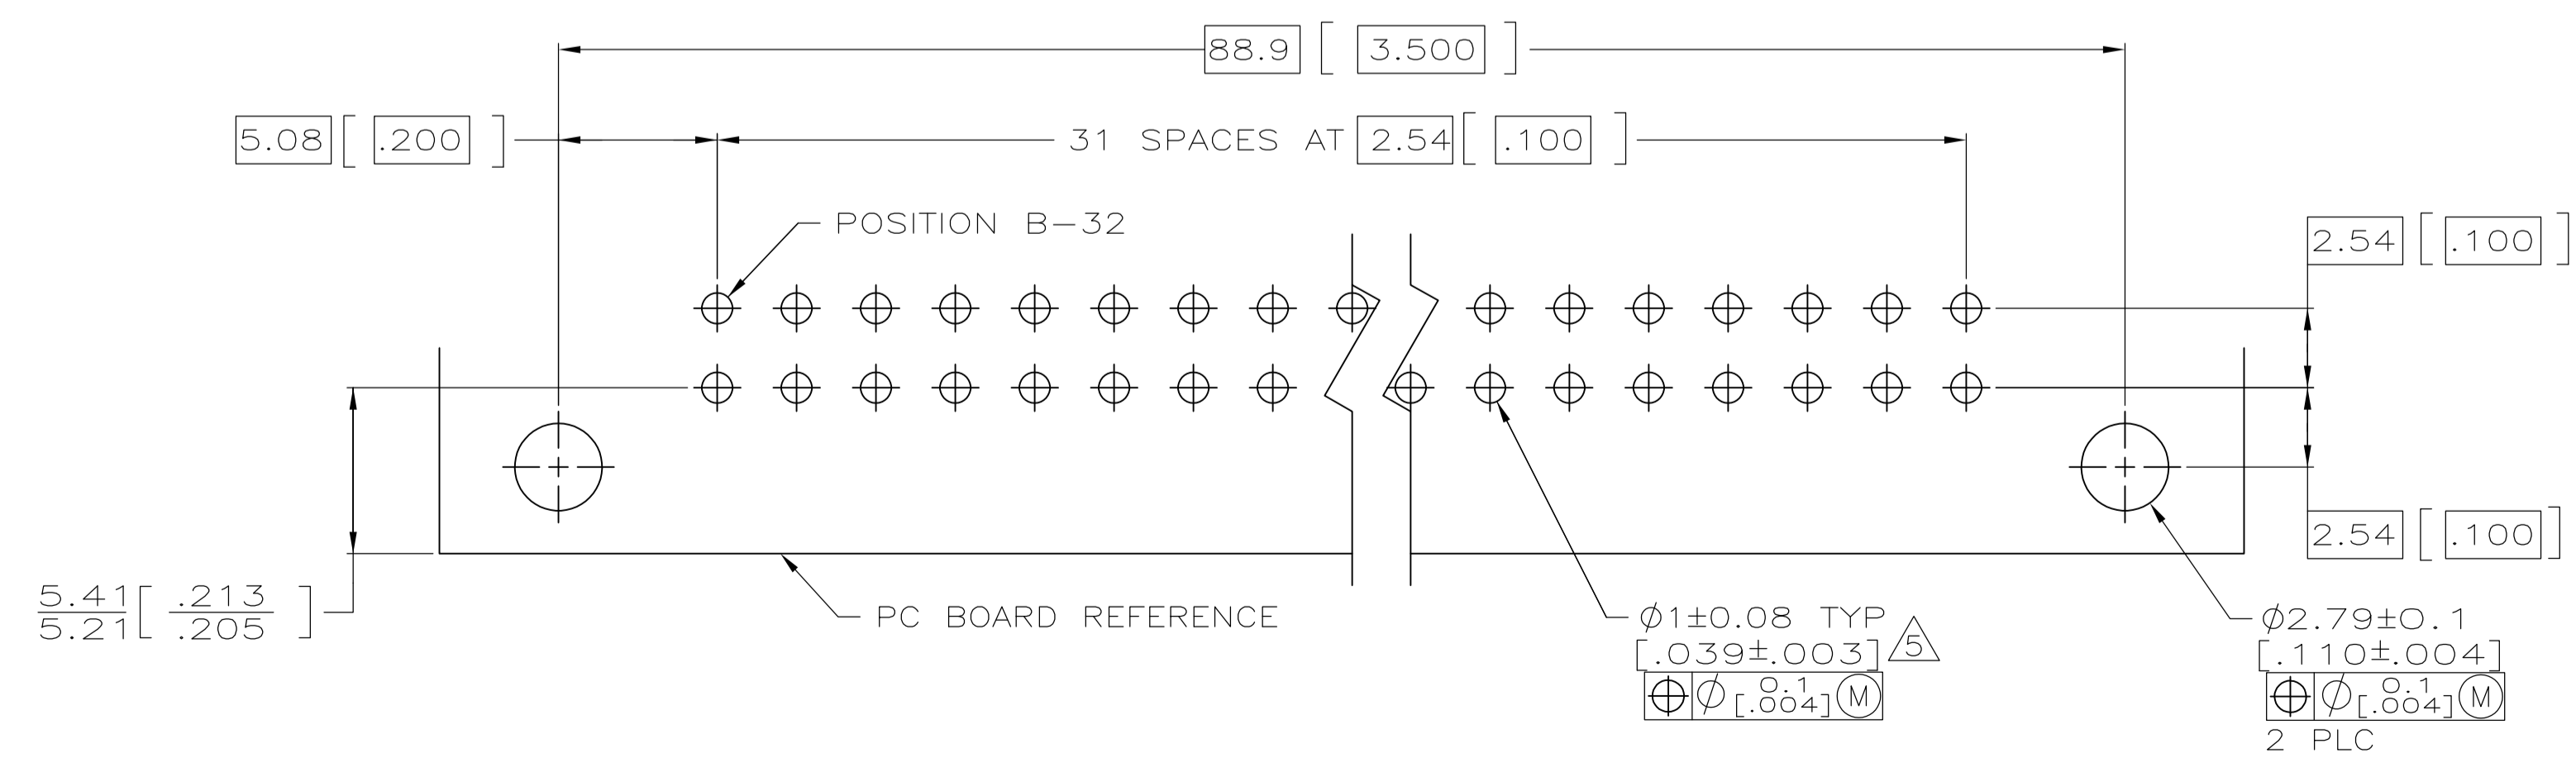 88.9 [ 3.500 ]
5.08 [ .200 ]
31 SPACES AT 2.54 [ .100 ]
POSITION B-32
2.54 [ .100 ]
2.54 [ .100 ]
5.41 [ .213 ]
5.21 [ .205 ]
PC BOARD REFERENCE
∅1±0.08 TYP
[.039±.003] 5
⌖ ∅ 0.1 [.004] Ⓜ
∅2.79±0.1
[.110±.004]
⌖ ∅ 0.1 [.004] Ⓜ
2 PLC